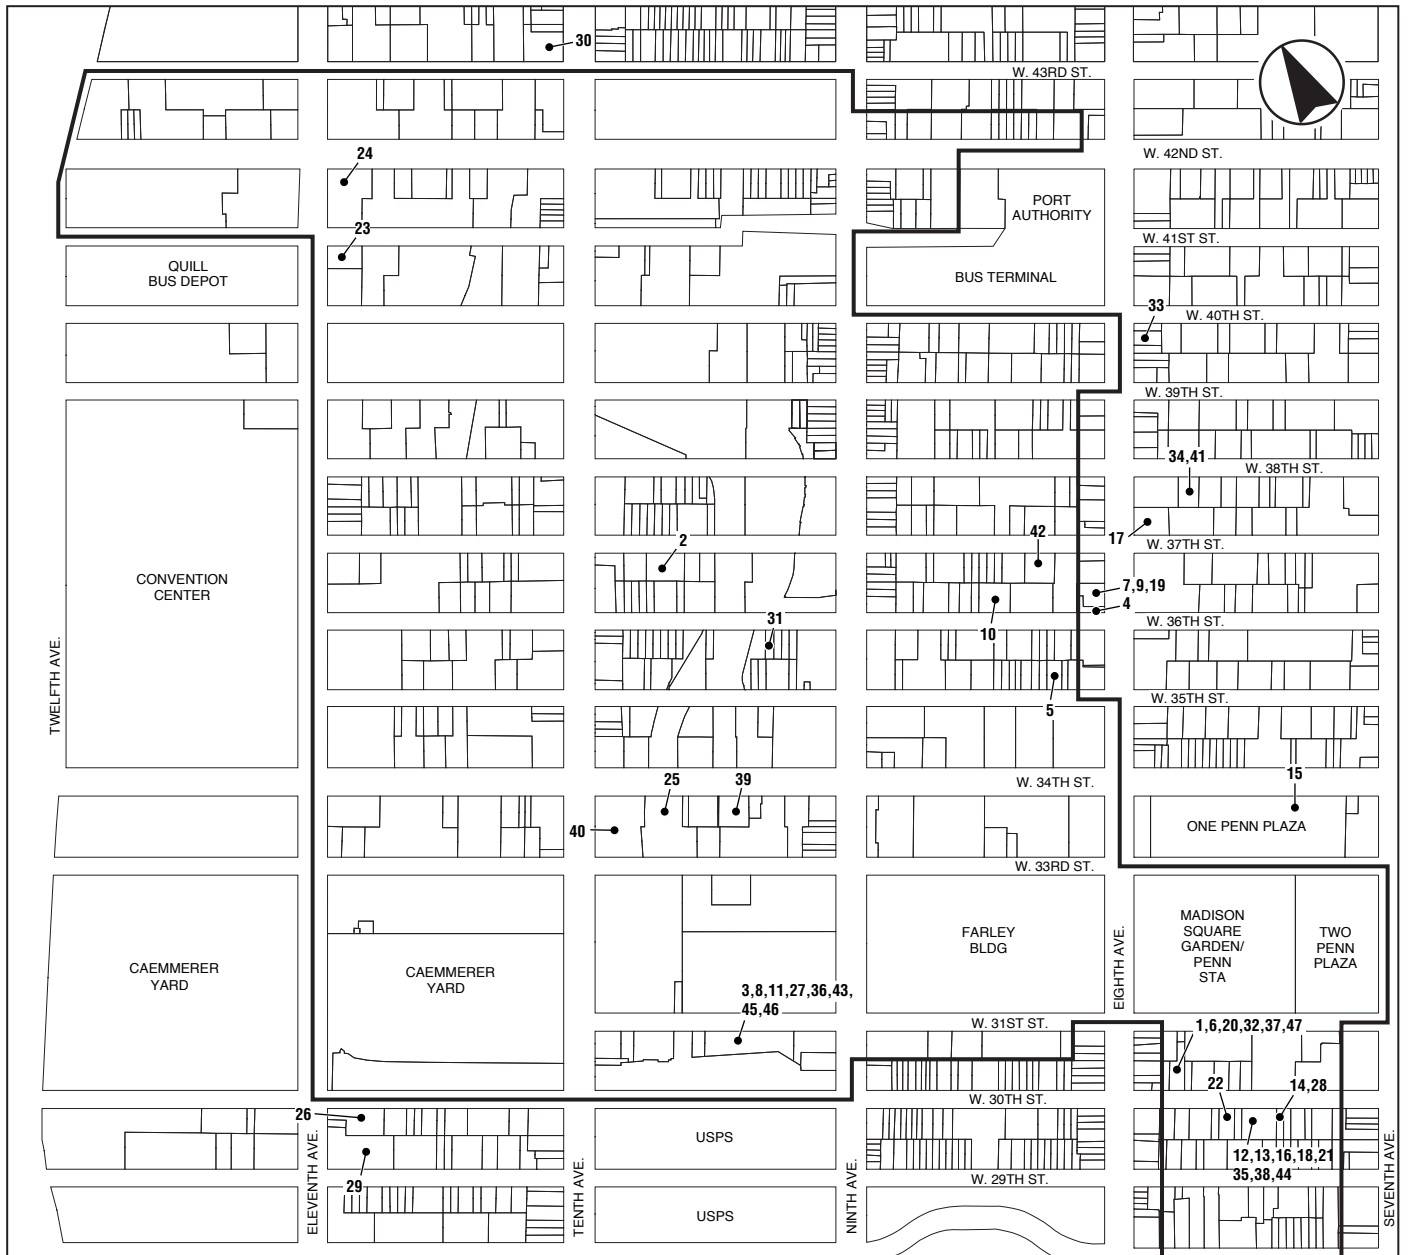 30
W. 43RD ST.
24
W. 42ND ST.
PORT
AUTHORITY
23
W. 41ST ST.
QUILL
BUS DEPOT
BUS TERMINAL
33
W. 40TH ST.
W. 39TH ST.
34,41
W. 38TH ST.
2
42
17
W. 37TH ST.
CONVENTION
CENTER
7,9,19
4
31
10
W. 36TH ST.
TWELFTH AVE.
5
W. 35TH ST.
25
39
W. 34TH ST.
15
40
ONE PENN PLAZA
W. 33RD ST.
MADISON
SQUARE
GARDEN/
PENN
STA
TWO
PENN
PLAZA
FARLEY
BLDG
EIGHTH AVE.
CAEMMERER
YARD
CAEMMERER
YARD
3,8,11,27,36,43,
45,46
W. 31ST ST.
1,6,20,32,37,47
22
14,28
W. 30TH ST.
26
USPS
12,13,16,18,21
35,38,44
29
W. 29TH ST.
ELEVENTH AVE.
TENTH AVE.
NINTH AVE.
SEVENTH AVE.
USPS